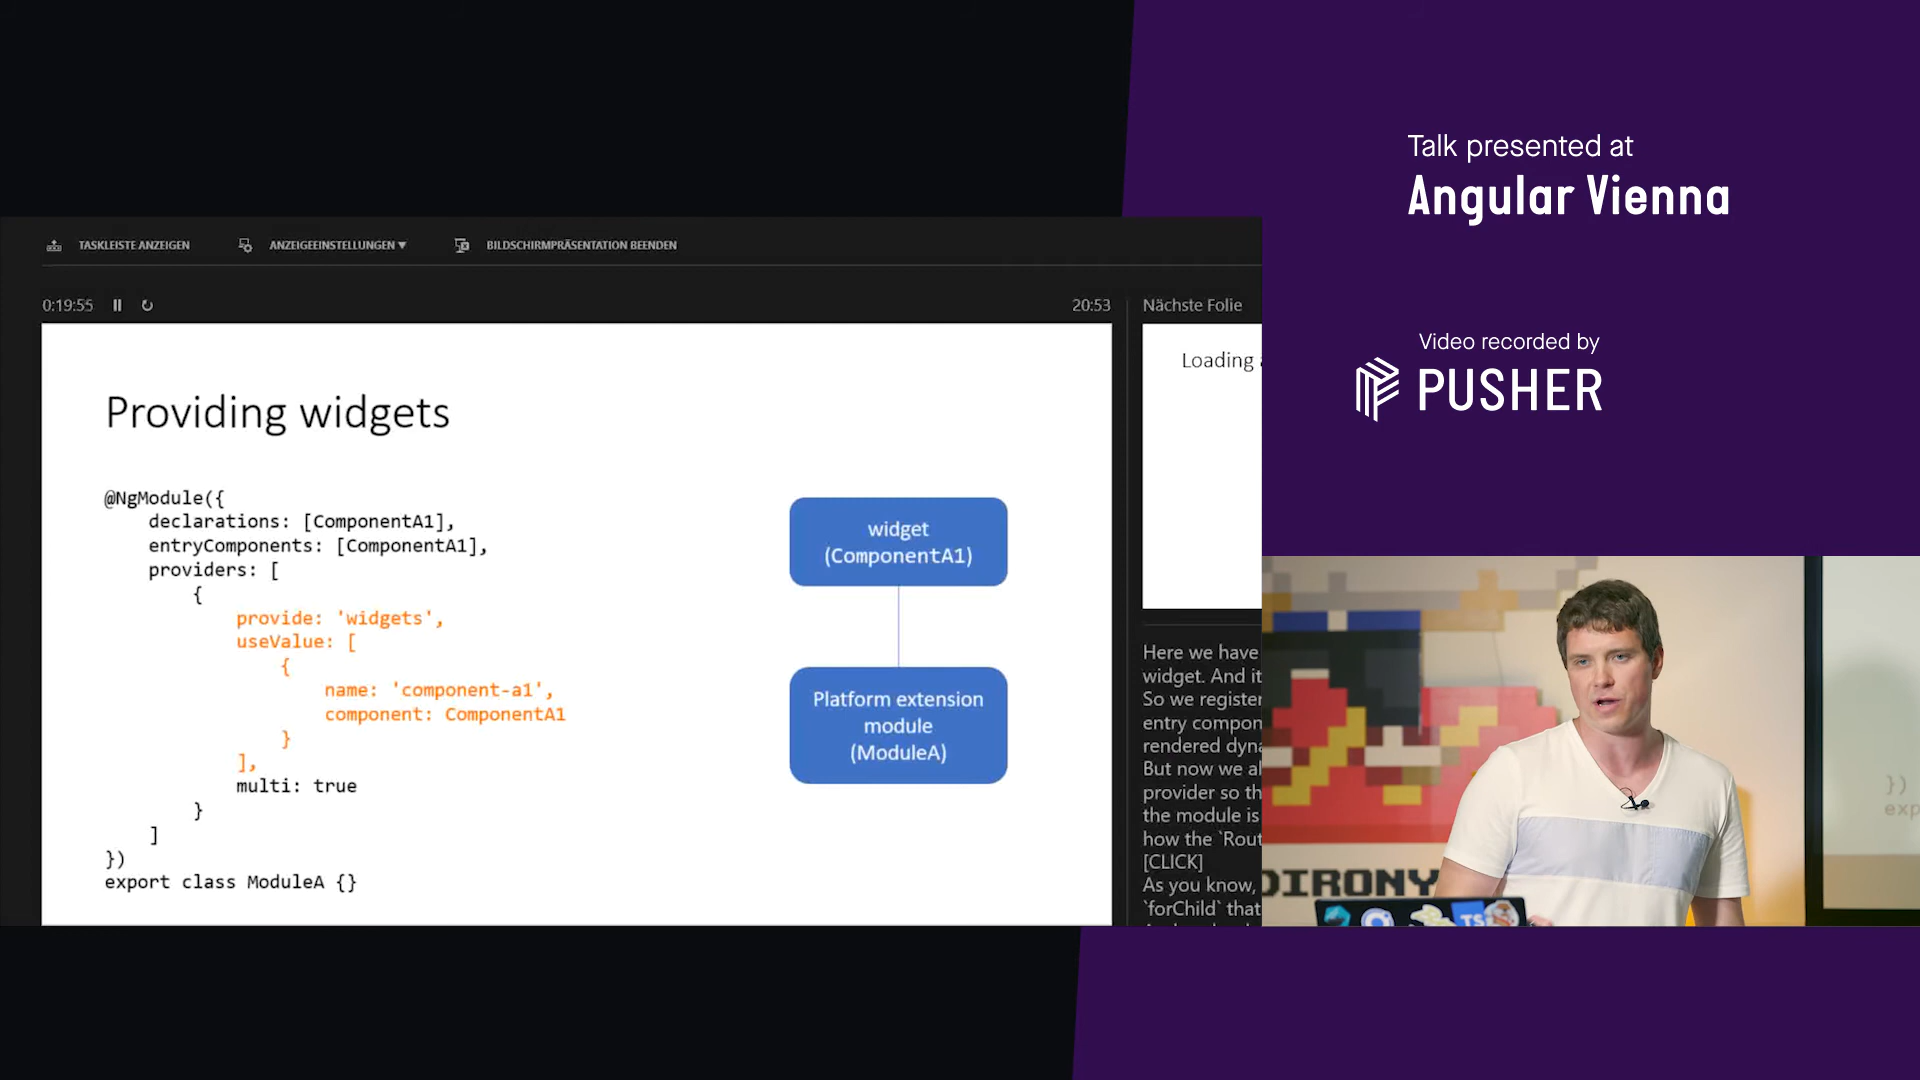 Talk presented at
Angular Vienna
Video recorded by
PUSHER
TASKLEISTE ANZEIGEN
ANZEIGEEINSTELLUNGEN ▼
BILDSCHIRMPRÄSENTATION BEENDEN
0:19:55
20:53
Nächste Folie
Providing widgets
@NgModule({
declarations: [ComponentA1],
entryComponents: [ComponentA1],
providers: [
{
provide: 'widgets',
useValue: [
{
name: 'component-a1',
component: ComponentA1
}
],
multi: true
}
]
})
export class ModuleA {}
widget
(ComponentA1)
Platform extension
module
(ModuleA)
Loading
Here we have
widget. And it
So we register
entry compon
rendered dyna
But now we al
provider so th
the module is
how the `Rout
[CLICK]
As you know,
`forChild` that
DIRONY
TS
})
exp